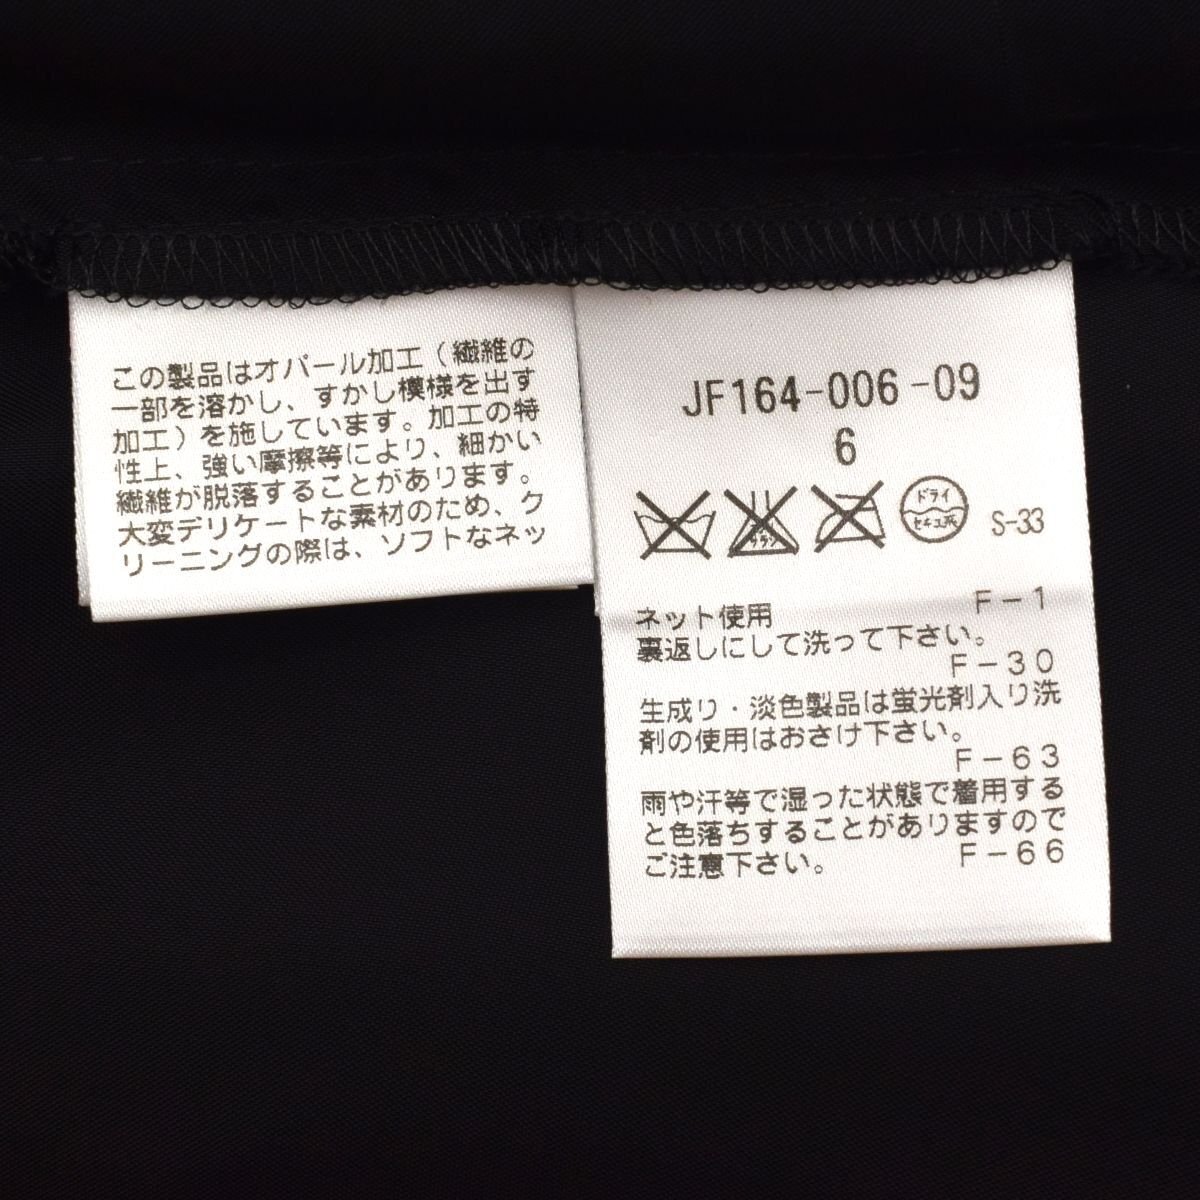 この製品はオパール加工（繊維の
一部を溶かし、すかし模様を出す
加工）を施しています。加工の特
性上、強い摩擦等により、細かい
繊維が脱落することがあります。
大変デリケートな素材のため、ク
リーニングの際は、ソフトなネッ
JF164-006-09
6
エンソ
サラシ
ドライ
セキユ系
S-33
ネット使用 F-1
裏返しにして洗って下さい。
F-30
生成り・淡色製品は蛍光剤入り洗
剤の使用はおさけ下さい。
F-63
雨や汗等で湿った状態で着用する
と色落ちすることがありますので
ご注意下さい。 F-66